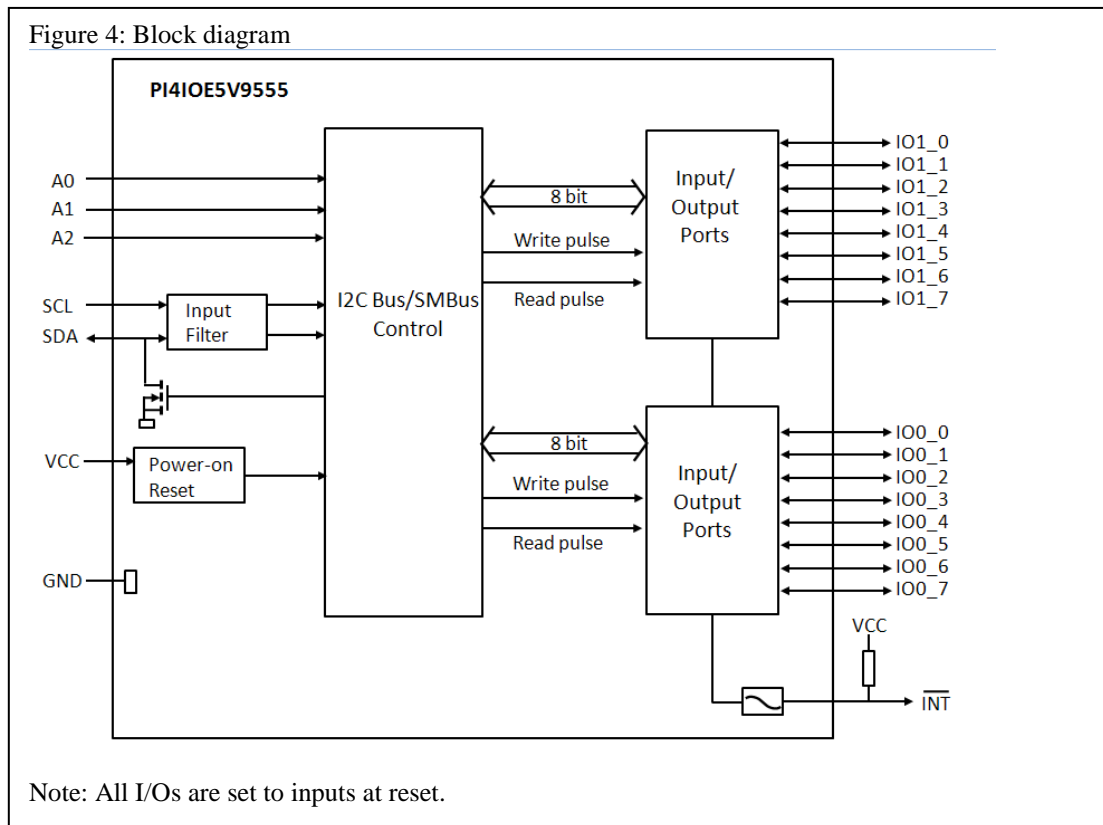 Figure 4: Block diagram
PI4IOE5V9555
A0
A1
A2
SCL
SDA
VCC
GND
Input
Filter
Power-on
Reset
I2C Bus/SMBus
Control
8 bit
Write pulse
Read pulse
Input/
Output
Ports
IO1_0
IO1_1
IO1_2
IO1_3
IO1_4
IO1_5
IO1_6
IO1_7
8 bit
Write pulse
Read pulse
Input/
Output
Ports
IO0_0
IO0_1
IO0_2
IO0_3
IO0_4
IO0_5
IO0_6
IO0_7
VCC
INT
Note: All I/Os are set to inputs at reset.